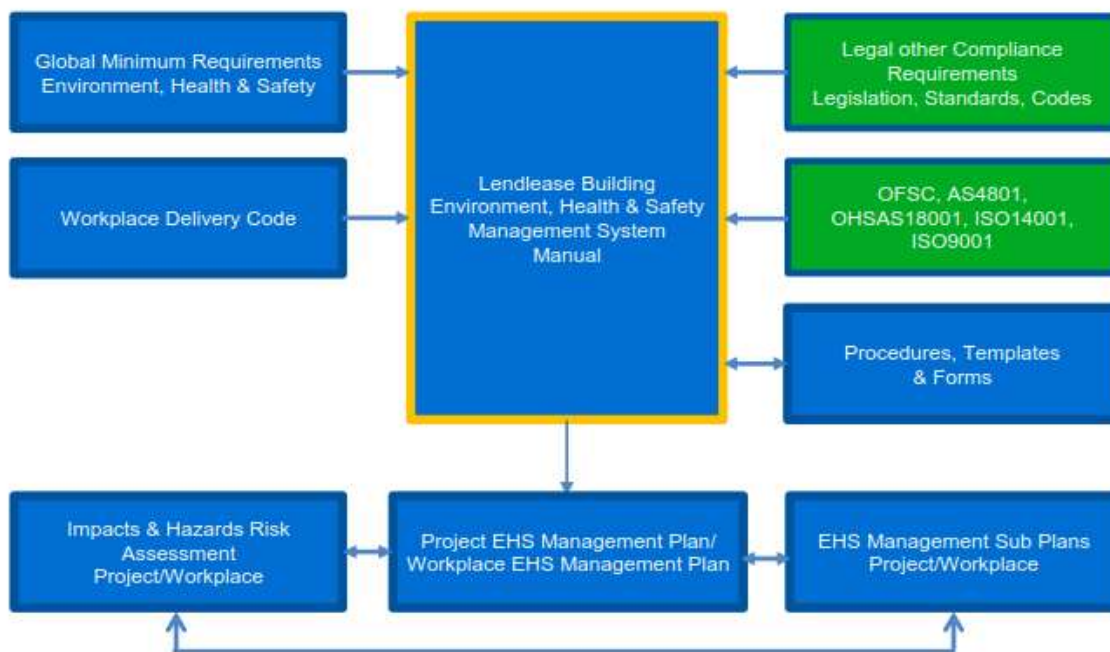 Global Minimum Requirements
Environment, Health & Safety
Workplace Delivery Code
Lendlease Building
Environment, Health & Safety
Management System
Manual
Legal other Compliance
Requirements
Legislation, Standards, Codes
OFSC, AS4801,
OHSAS18001, ISO14001,
ISO9001
Procedures, Templates
& Forms
Impacts & Hazards Risk
Assessment
Project/Workplace
Project EHS Management Plan/
Workplace EHS Management Plan
EHS Management Sub Plans
Project/Workplace